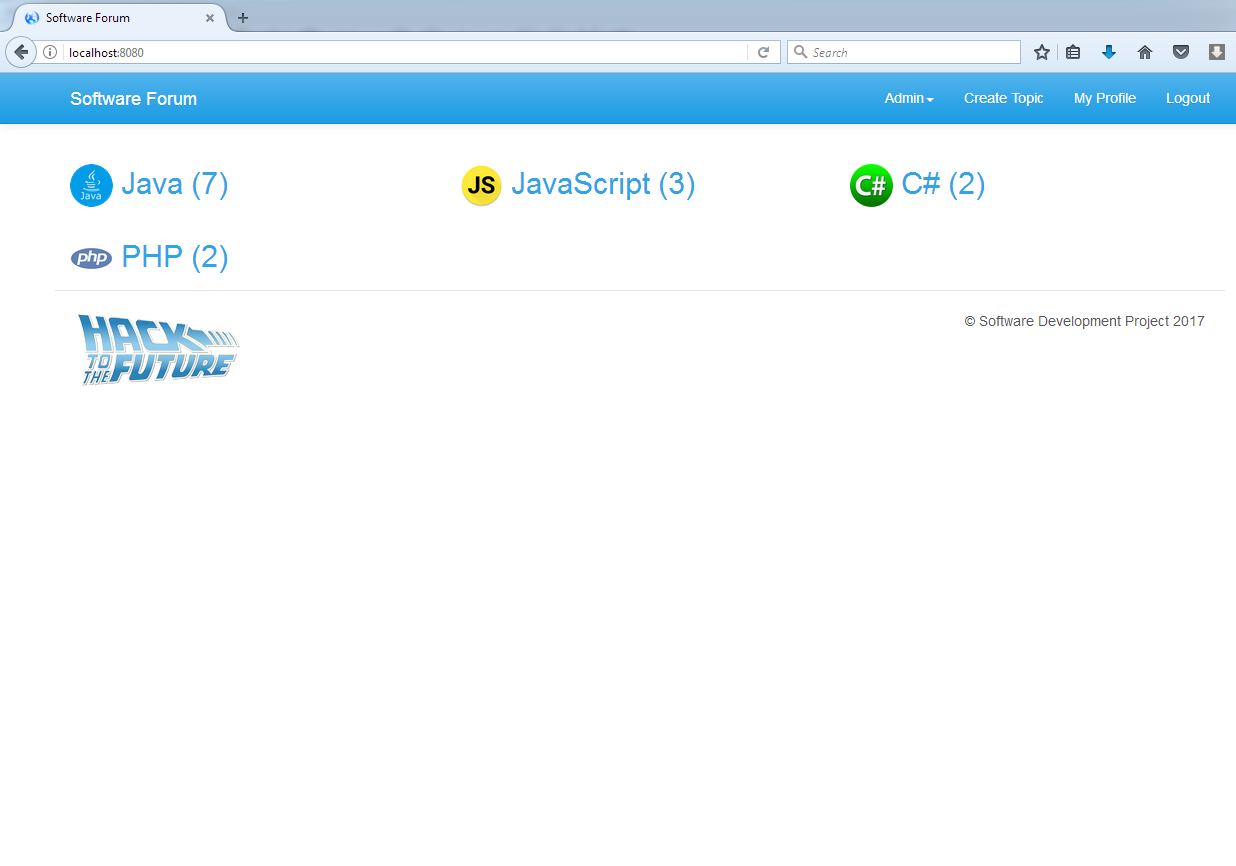 Software Forum
localhost:8080
Search
Software Forum Admin Create Topic My Profile Logout
Java Java (7) JS JavaScript (3) C# C# (2)
php PHP (2)
HACK
TO
THE FUTURE
© Software Development Project 2017